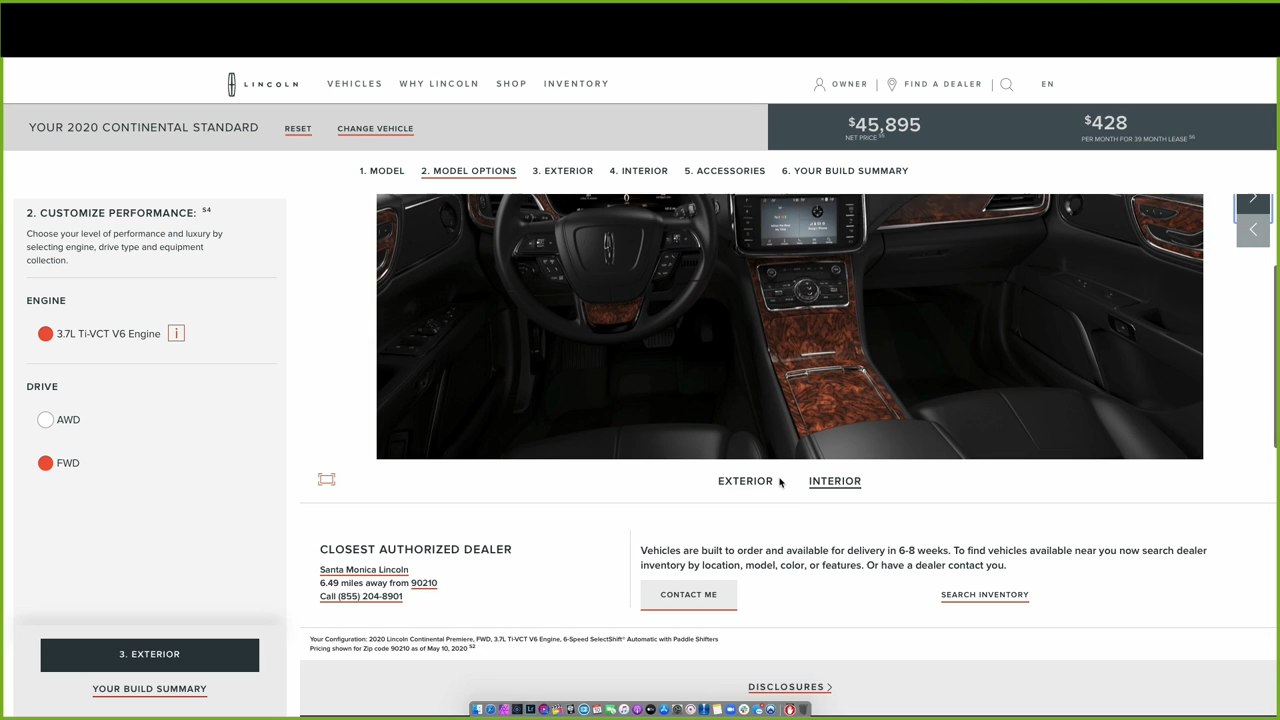 LINCOLN
VEHICLES WHY LINCOLN SHOP INVENTORY
OWNER FIND A DEALER EN
YOUR 2020 CONTINENTAL STANDARD RESET CHANGE VEHICLE
$45,895
NET PRICE
$428
PER MONTH FOR 39 MONTH LEASE S6
1. MODEL 2. MODEL OPTIONS 3. EXTERIOR 4. INTERIOR 5. ACCESSORIES 6. YOUR BUILD SUMMARY
2. CUSTOMIZE PERFORMANCE: S4
Choose your level of performance and luxury by
selecting engine, drive type and equipment
collection.
ENGINE
3.7L Ti-VCT V6 Engine i
DRIVE
AWD
FWD
3. EXTERIOR
YOUR BUILD SUMMARY
EXTERIOR INTERIOR
CLOSEST AUTHORIZED DEALER
Santa Monica Lincoln
6.49 miles away from 90210
Call (855) 204-8901
Vehicles are built to order and available for delivery in 6-8 weeks. To find vehicles available near you now search dealer
inventory by location, model, color, or features. Or have a dealer contact you.
CONTACT ME SEARCH INVENTORY
Your Configuration: 2020 Lincoln Continental Premiere, FWD, 3.7L Ti-VCT V6 Engine, 6-Speed SelectShift® Automatic with Paddle Shifters
Pricing shown for Zip code 90210 as of May 10, 2020 S2
DISCLOSURES